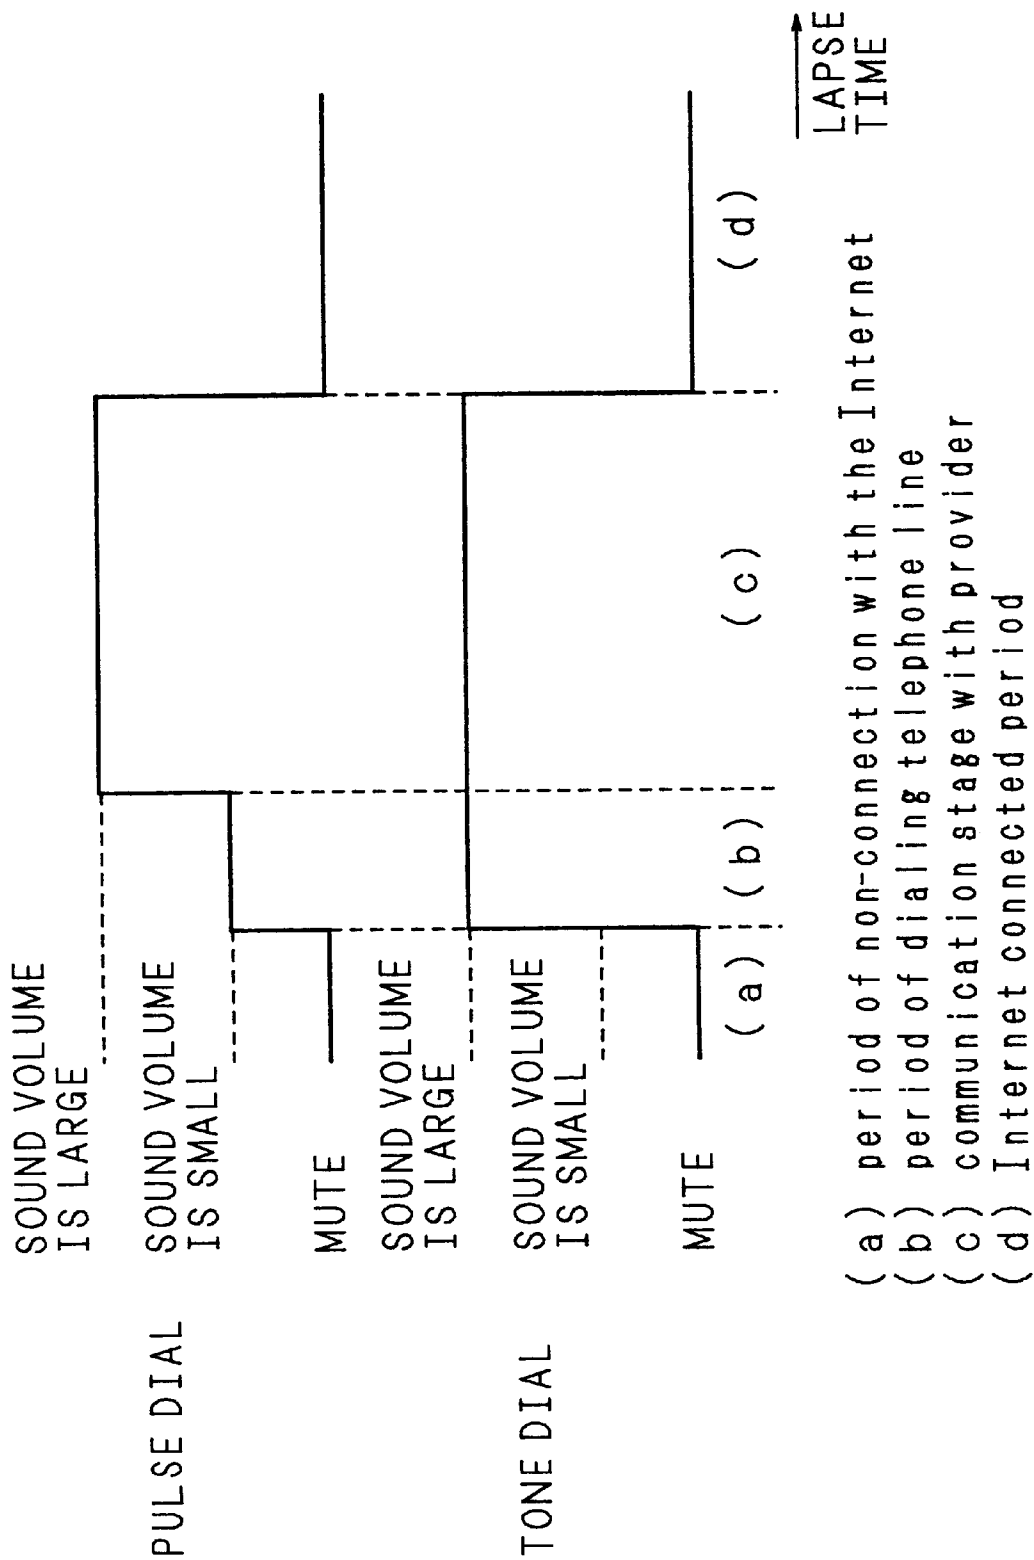 PULSE DIAL
SOUND VOLUME
IS LARGE
SOUND VOLUME
IS SMALL
MUTE
TONE DIAL
SOUND VOLUME
IS LARGE
SOUND VOLUME
IS SMALL
MUTE
(a)
(b)
(c)
(d)
LAPSE
TIME
(a) period of non-connection with the Internet
(b) period of dialing telephone line
(c) communication stage with provider
(d) Internet connected period